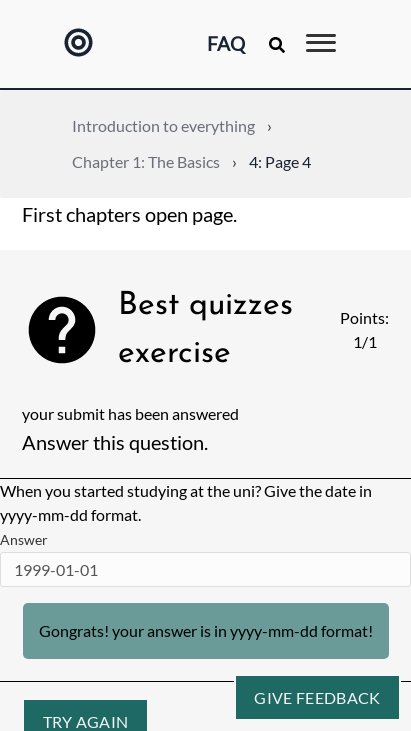 FAQ
Introduction to everything ›
Chapter 1: The Basics › 4: Page 4
First chapters open page.
Best quizzes
exercise
Points:
1/1
your submit has been answered
Answer this question.
When you started studying at the uni? Give the date in
yyyy-mm-dd format.
Answer
1999-01-01
Gongrats! your answer is in yyyy-mm-dd format!
GIVE FEEDBACK
TRY AGAIN